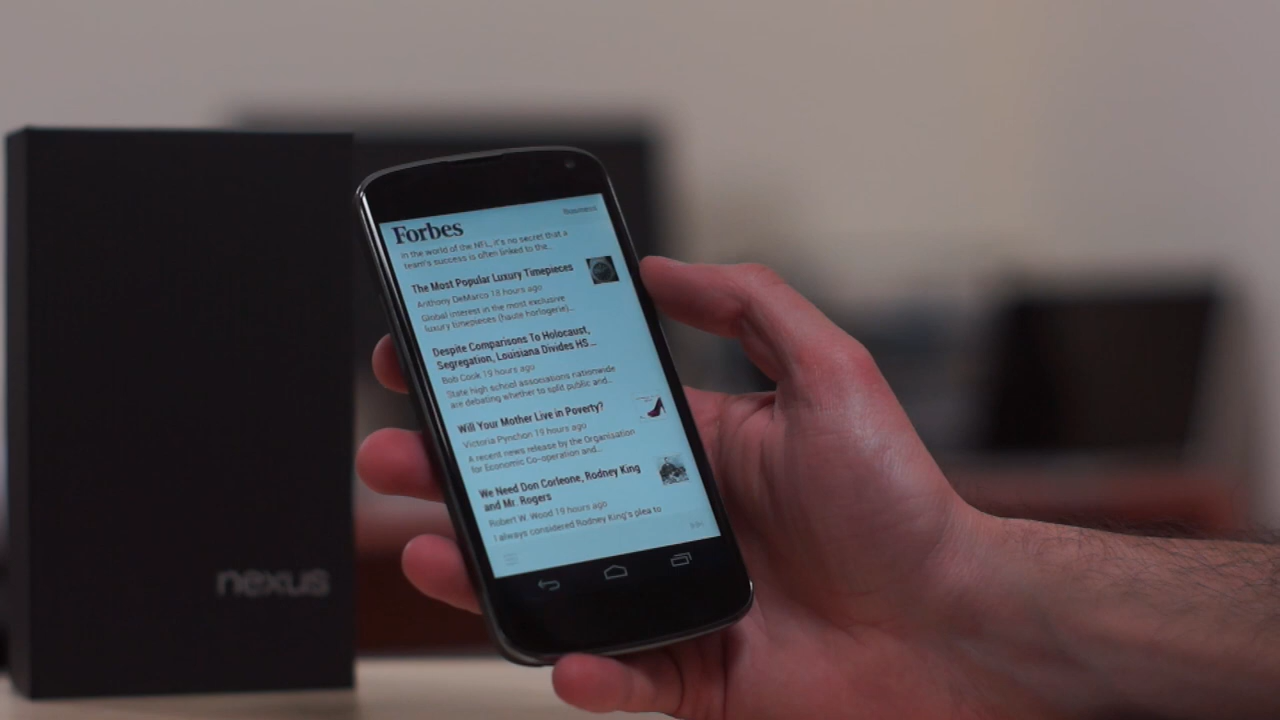 Forbes
Business
In the world of the NFL, it's no secret that a
team's success is often linked to the...
The Most Popular Luxury Timepieces
Anthony DeMarco 18 hours ago
Global interest in the most exclusive
luxury timepieces (haute horlogerie)...
Despite Comparisons To Holocaust,
Segregation, Louisiana Divides HS...
Bob Cook 19 hours ago
State high school associations nationwide
are debating whether to split public and...
Will Your Mother Live in Poverty?
Victoria Pynchon 19 hours ago
A recent news release by the Organisation
for Economic Co-operation and...
We Need Don Corleone, Rodney King
and Mr. Rogers
Robert W. Wood 19 hours ago
I always considered Rodney King's plea to
nexus